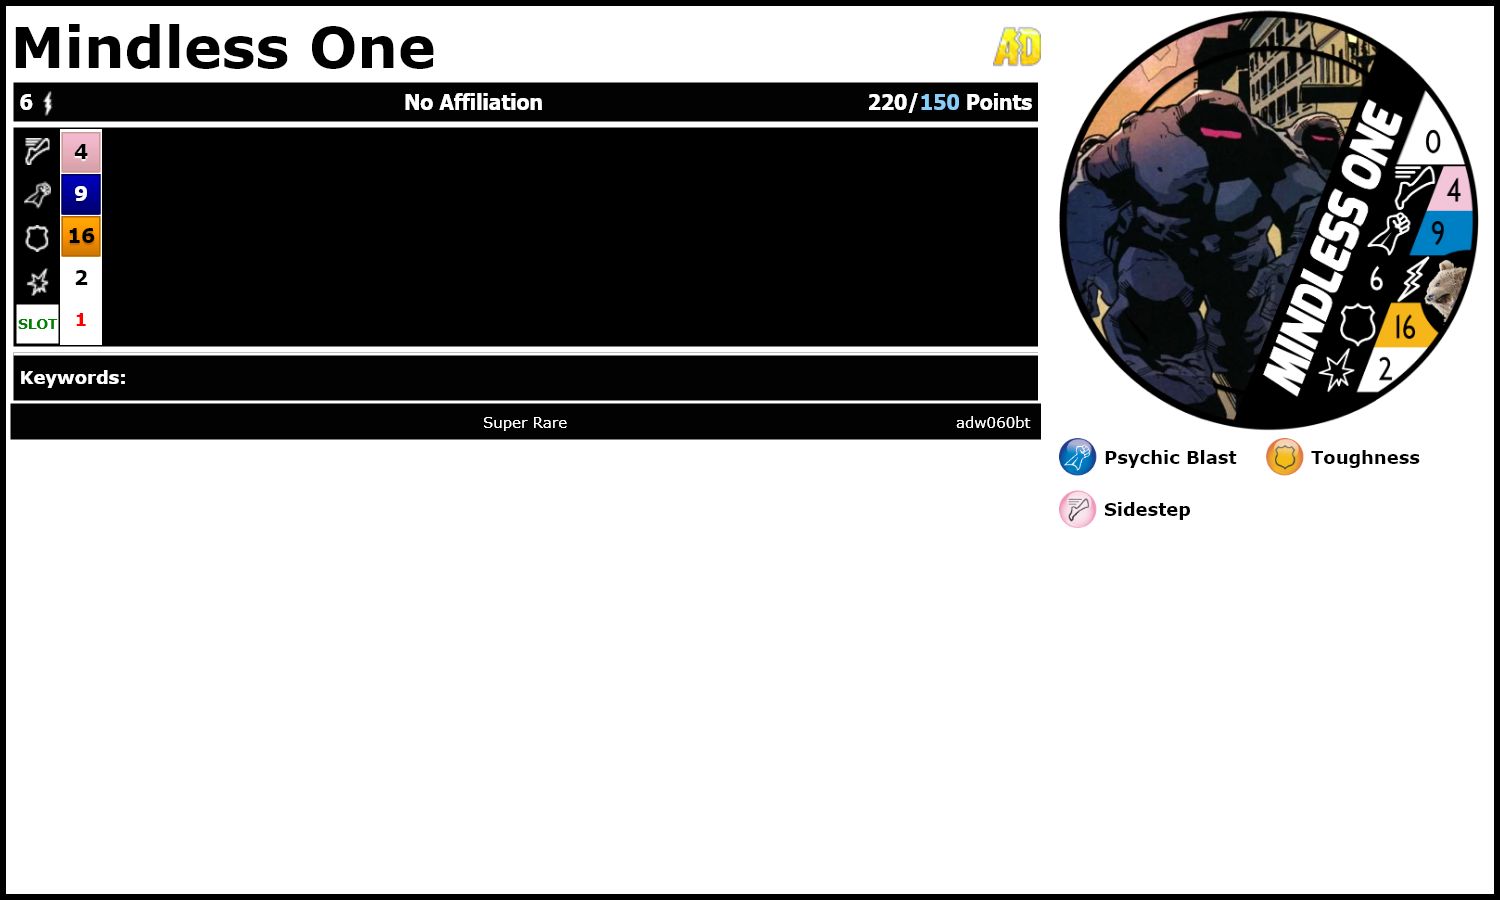 Mindless One
AD
6 No Affiliation 220/150 Points
4
9
16
2
SLOT 1
Keywords:
Super Rare adw060bt
MINDLESS ONE
0
4
9
6
16
2
Psychic Blast Toughness
Sidestep